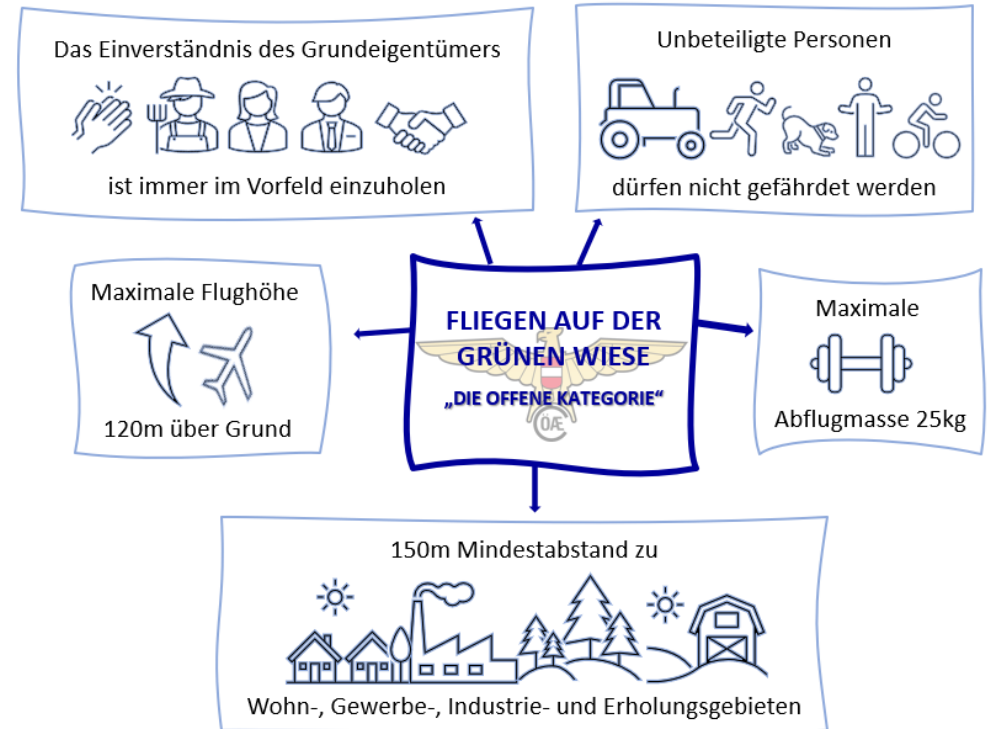 Das Einverständnis des Grundeigentümers
ist immer im Vorfeld einzuholen
Unbeteiligte Personen
dürfen nicht gefährdet werden
Maximale Flughöhe
120m über Grund
FLIEGEN AUF DER
GRÜNEN WIESE
„DIE OFFENE KATEGORIE“
ÖÆC
Maximale
Abflugmasse 25kg
150m Mindestabstand zu
Wohn-, Gewerbe-, Industrie- und Erholungsgebieten